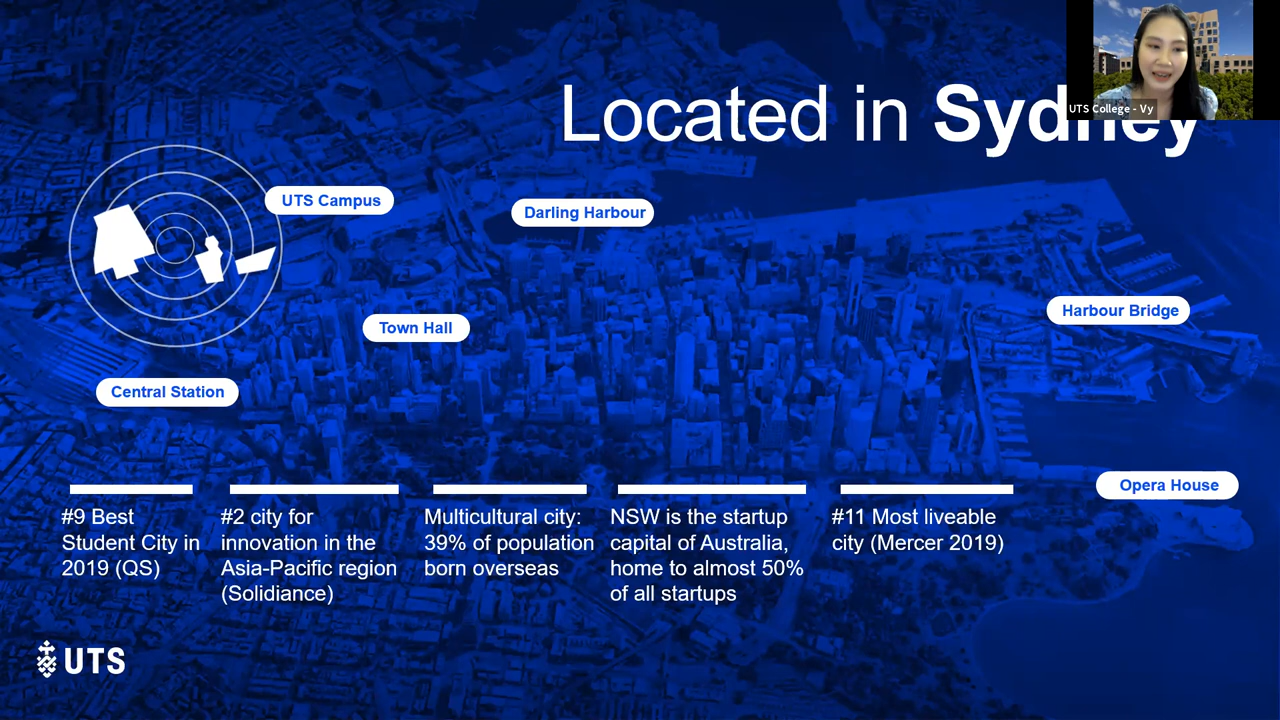 Located in Sydney
UTS College - Vy
UTS Campus
Darling Harbour
Town Hall
Harbour Bridge
Central Station
Opera House
#9 Best
Student City in
2019 (QS)
#2 city for
innovation in the
Asia-Pacific region
(Solidiance)
Multicultural city:
39% of population
born overseas
NSW is the startup
capital of Australia,
home to almost 50%
of all startups
#11 Most liveable
city (Mercer 2019)
UTS